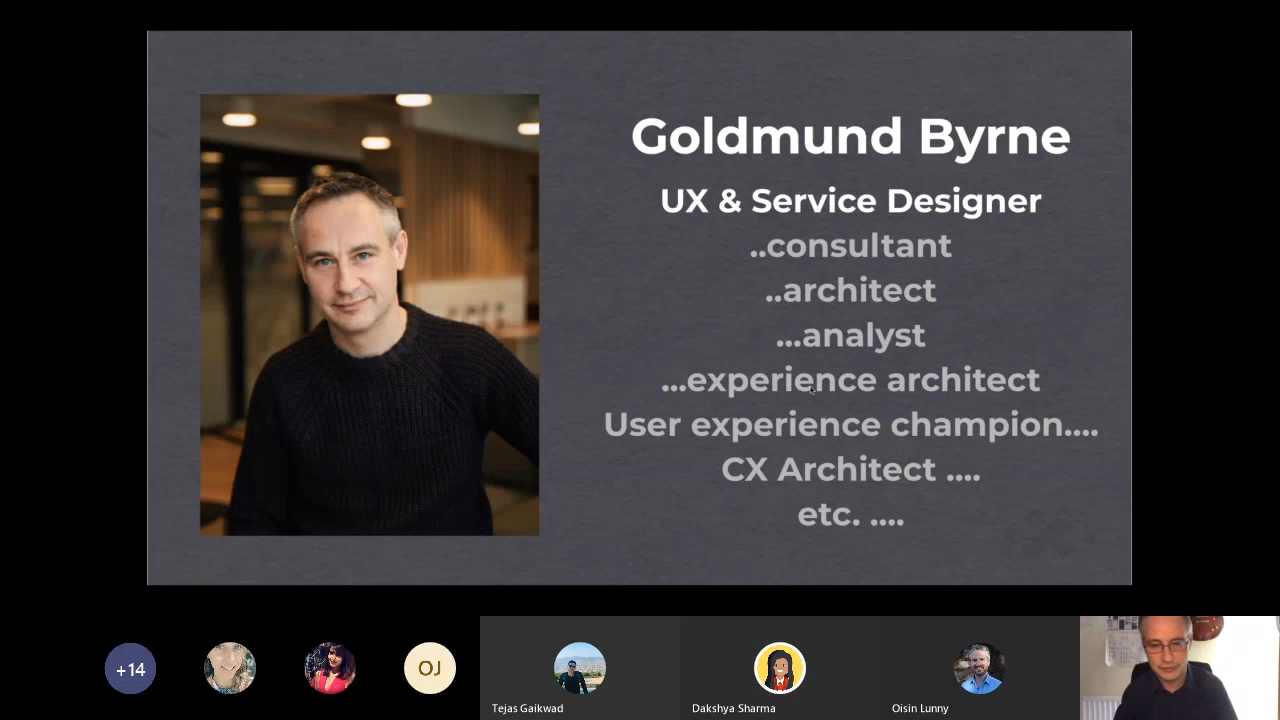 Goldmund Byrne
UX & Service Designer
..consultant
..architect
...analyst
...experience architect
User experience champion....
CX Architect ....
etc. ....
+14
OJ
Tejas Gaikwad
Dakshya Sharma
Oisin Lunny